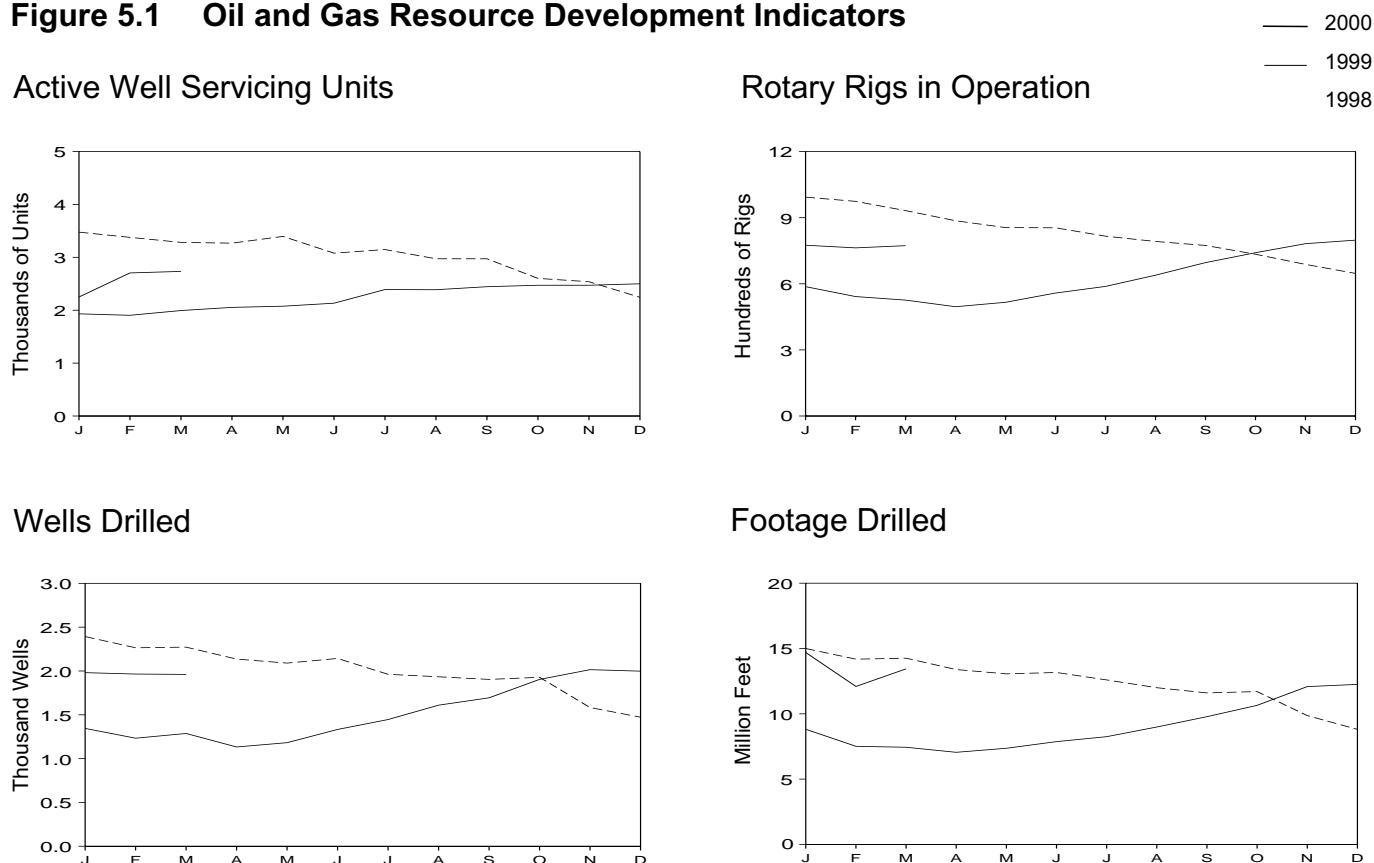 Figure 5.1 Oil and Gas Resource Development Indicators
2000
1999
1998
Active Well Servicing Units
Thousands of Units
5
4
3
2
1
0
J F M A M J J A S O N D
Rotary Rigs in Operation
Hundreds of Rigs
12
9
6
3
0
J F M A M J J A S O N D
Wells Drilled
Thousand Wells
3.0
2.5
2.0
1.5
1.0
0.5
0.0
J F M A M J J A S O N D
Footage Drilled
Million Feet
20
15
10
5
0
J F M A M J J A S O N D